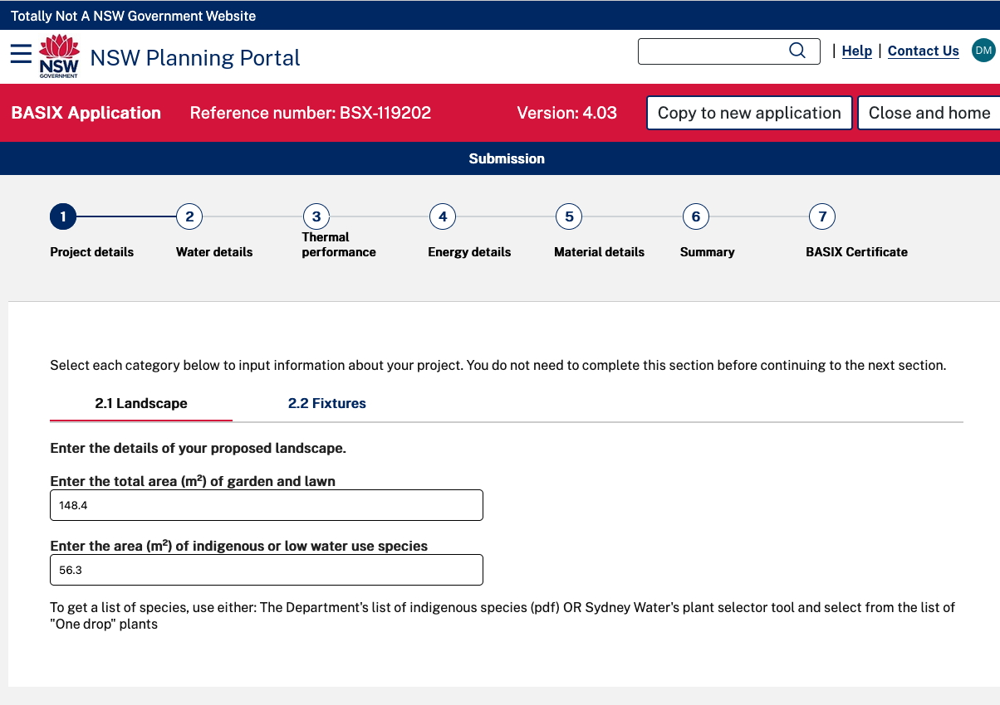 Totally Not A NSW Government Website
NSW GOVERNMENT
NSW Planning Portal
| Help | Contact Us DM
BASIX Application Reference number: BSX-119202 Version: 4.03 Copy to new application Close and home
Submission
1 2 3 4 5 6 7
Project details Water details Thermal performance Energy details Material details Summary BASIX Certificate
Select each category below to input information about your project. You do not need to complete this section before continuing to the next section.
2.1 Landscape 2.2 Fixtures
Enter the details of your proposed landscape.
Enter the total area (m²) of garden and lawn
148.4
Enter the area (m²) of indigenous or low water use species
56.3
To get a list of species, use either: The Department's list of indigenous species (pdf) OR Sydney Water's plant selector tool and select from the list of
"One drop" plants